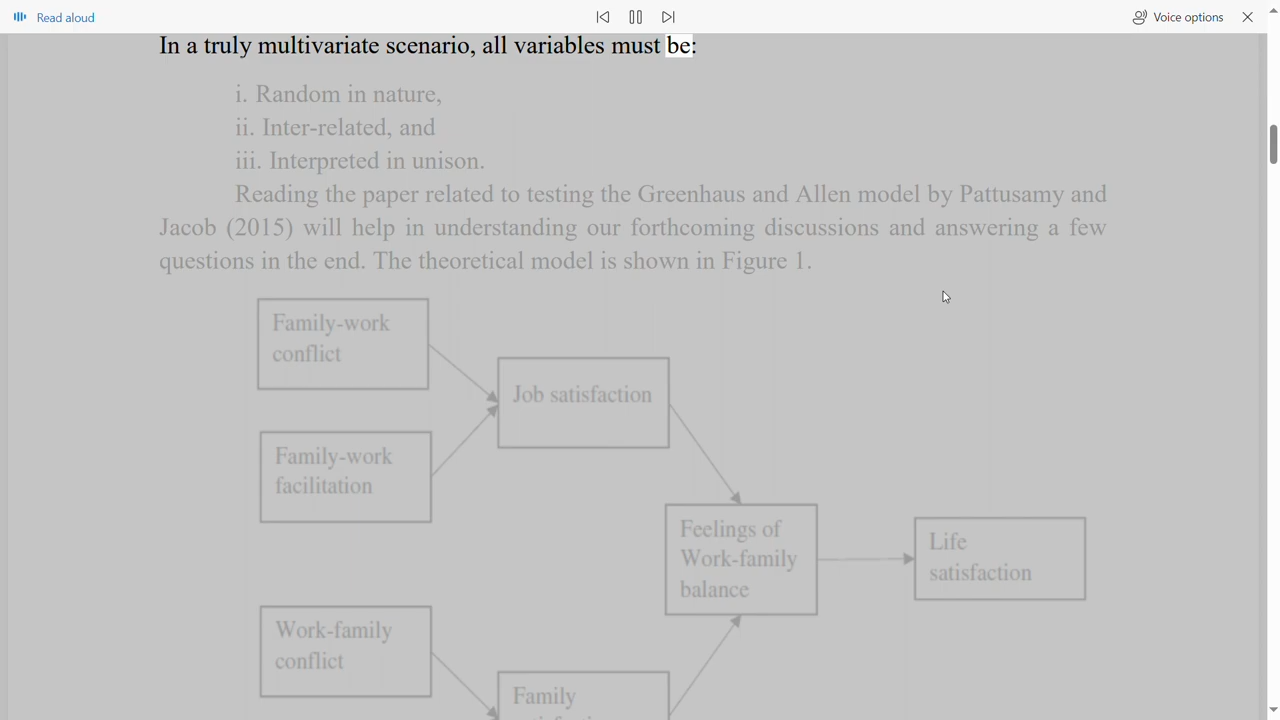 Read aloud
Voice options
In a truly multivariate scenario, all variables must be:
i. Random in nature,
ii. Inter-related, and
iii. Interpreted in unison.
Reading the paper related to testing the Greenhaus and Allen model by Pattusamy and
Jacob (2015) will help in understanding our forthcoming discussions and answering a few
questions in the end. The theoretical model is shown in Figure 1.
Family-work
conflict
Job satisfaction
Family-work
facilitation
Feelings of
Work-family
balance
Life
satisfaction
Work-family
conflict
Family